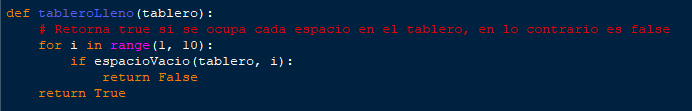 def tableroLleno(tablero):
    # Retorna true si se ocupa cada espacio en el tablero, en lo contrario es false
    for i in range(1, 10):
        if espacioVacio(tablero, i):
            return False
    return True